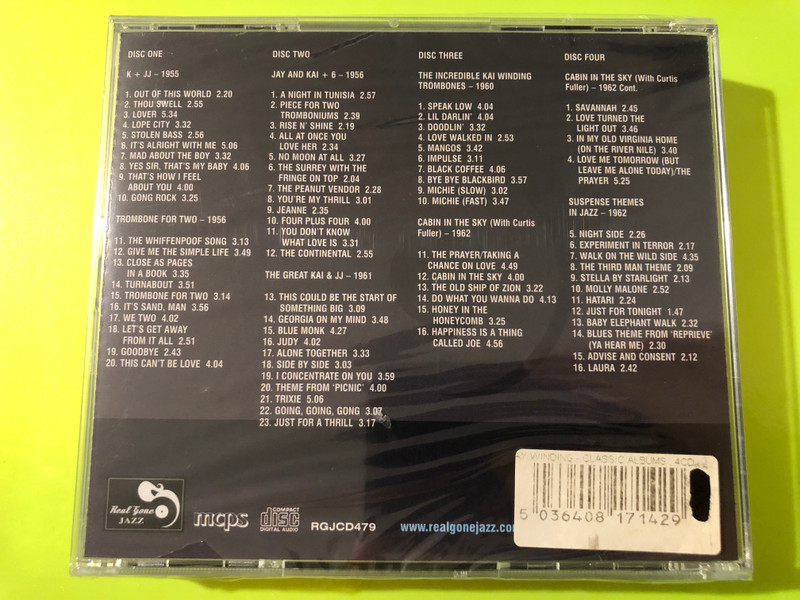 DISC ONE
K + JJ – 1955
1. OUT OF THIS WORLD 2.20
2. THOU SWELL 2.55
3. LOVER 5.34
4. LOPE CITY 3.32
5. STOLEN BASS 2.56
6. IT'S ALRIGHT WITH ME 5.06
7. MAD ABOUT THE BOY 3.32
8. YES SIR. THAT'S MY BABY 4.06
9. THAT'S HOW I FEEL
ABOUT YOU 4.00
10. GONG ROCK 3.25
TROMBONE FOR TWO – 1956
11. THE WHIFFENPOOF SONG 3.13
12. GIVE ME THE SIMPLE LIFE 3.49
13. CLOSE AS PAGES
IN A BOOK 3.35
14. TURNABOUT 3.51
15. TROMBONE FOR TWO 3.14
16. IT'S SAND, MAN 3.56
17. WE TWO 4.02
18. LET'S GET AWAY
FROM IT ALL 2.51
19. GOODBYE 2.43
20. THIS CAN'T BE LOVE 4.04
DISC TWO
JAY AND KAI + 6 – 1956
1. A NIGHT IN TUNISIA 2.57
2. PIECE FOR TWO
TROMBONIUMS 2.39
3. RISE N' SHINE 2.19
4. ALL AT ONCE YOU
LOVE HER 2.34
5. NO MOON AT ALL 3.27
6. THE SURREY WITH THE
FRINGE ON TOP 2.04
7. THE PEANUT VENDOR 2.28
8. YOU'RE MY THRILL 3.01
9. JEANNE 2.35
10. FOUR PLUS FOUR 4.00
11. YOU DON'T KNOW
WHAT LOVE IS 3.31
12. THE CONTINENTAL 2.55
THE GREAT KAI & JJ – 1961
13. THIS COULD BE THE START OF
SOMETHING BIG 3.09
14. GEORGIA ON MY MIND 3.48
15. BLUE MONK 4.27
16. JUDY 4.02
17. ALONE TOGETHER 3.33
18. SIDE BY SIDE 3.03
19. I CONCENTRATE ON YOU 3.59
20. THEME FROM 'PICNIC' 4.00
21. TRIXIE 5.06
22. GOING, GOING, GONG 3.07
23. JUST FOR A THRILL 3.17
DISC THREE
THE INCREDIBLE KAI WINDING
TROMBONES – 1960
1. SPEAK LOW 4.04
2. LIL DARLIN' 4.04
3. DOODLIN' 3.32
4. LOVE WALKED IN 2.53
5. MANGOS 3.42
6. IMPULSE 3.11
7. BLACK COFFEE 4.06
8. BYE BYE BLACKBIRD 3.57
9. MICHIE (SLOW) 3.02
10. MICHIE (FAST) 3.47
CABIN IN THE SKY (With Curtis
Fuller) – 1962
11. THE PRAYER/TAKING A
CHANCE ON LOVE 4.49
12. CABIN IN THE SKY 4.00
13. THE OLD SHIP OF ZION 3.22
14. DO WHAT YOU WANNA DO 4.13
15. HONEY IN THE
HONEYCOMB 3.25
16. HAPPINESS IS A THING
CALLED JOE 4.56
DISC FOUR
CABIN IN THE SKY (With Curtis
Fuller) – 1962 Cont.
1. SAVANNAH 2.45
2. LOVE TURNED THE
LIGHT OUT 3.46
3. IN MY OLD VIRGINIA HOME
(ON THE RIVER NILE) 3.40
4. LOVE ME TOMORROW (BUT
LEAVE ME ALONE TODAY)/THE
PRAYER 5.25
SUSPENSE THEMES
IN JAZZ – 1962
5. NIGHT SIDE 2.26
6. EXPERIMENT IN TERROR 2.17
7. WALK ON THE WILD SIDE 4.35
8. THE THIRD MAN THEME 2.09
9. STELLA BY STARLIGHT 2.13
10. MOLLY MALONE 2.52
11. HATARI 2.24
12. JUST FOR TONIGHT 1.47
13. BABY ELEPHANT WALK 2.32
14. BLUES THEME FROM 'REPRIEVE'
(YA HEAR ME) 2.30
15. ADVISE AND CONSENT 2.12
16. LAURA 2.42
Real Gone
JAZZ
mcps
COMPACT
disc
DIGITAL AUDIO
RGJCD479
www.realgonejazz.co
AY WINDING - CLASSIC ALBUMS 4CD
5 036408 171429